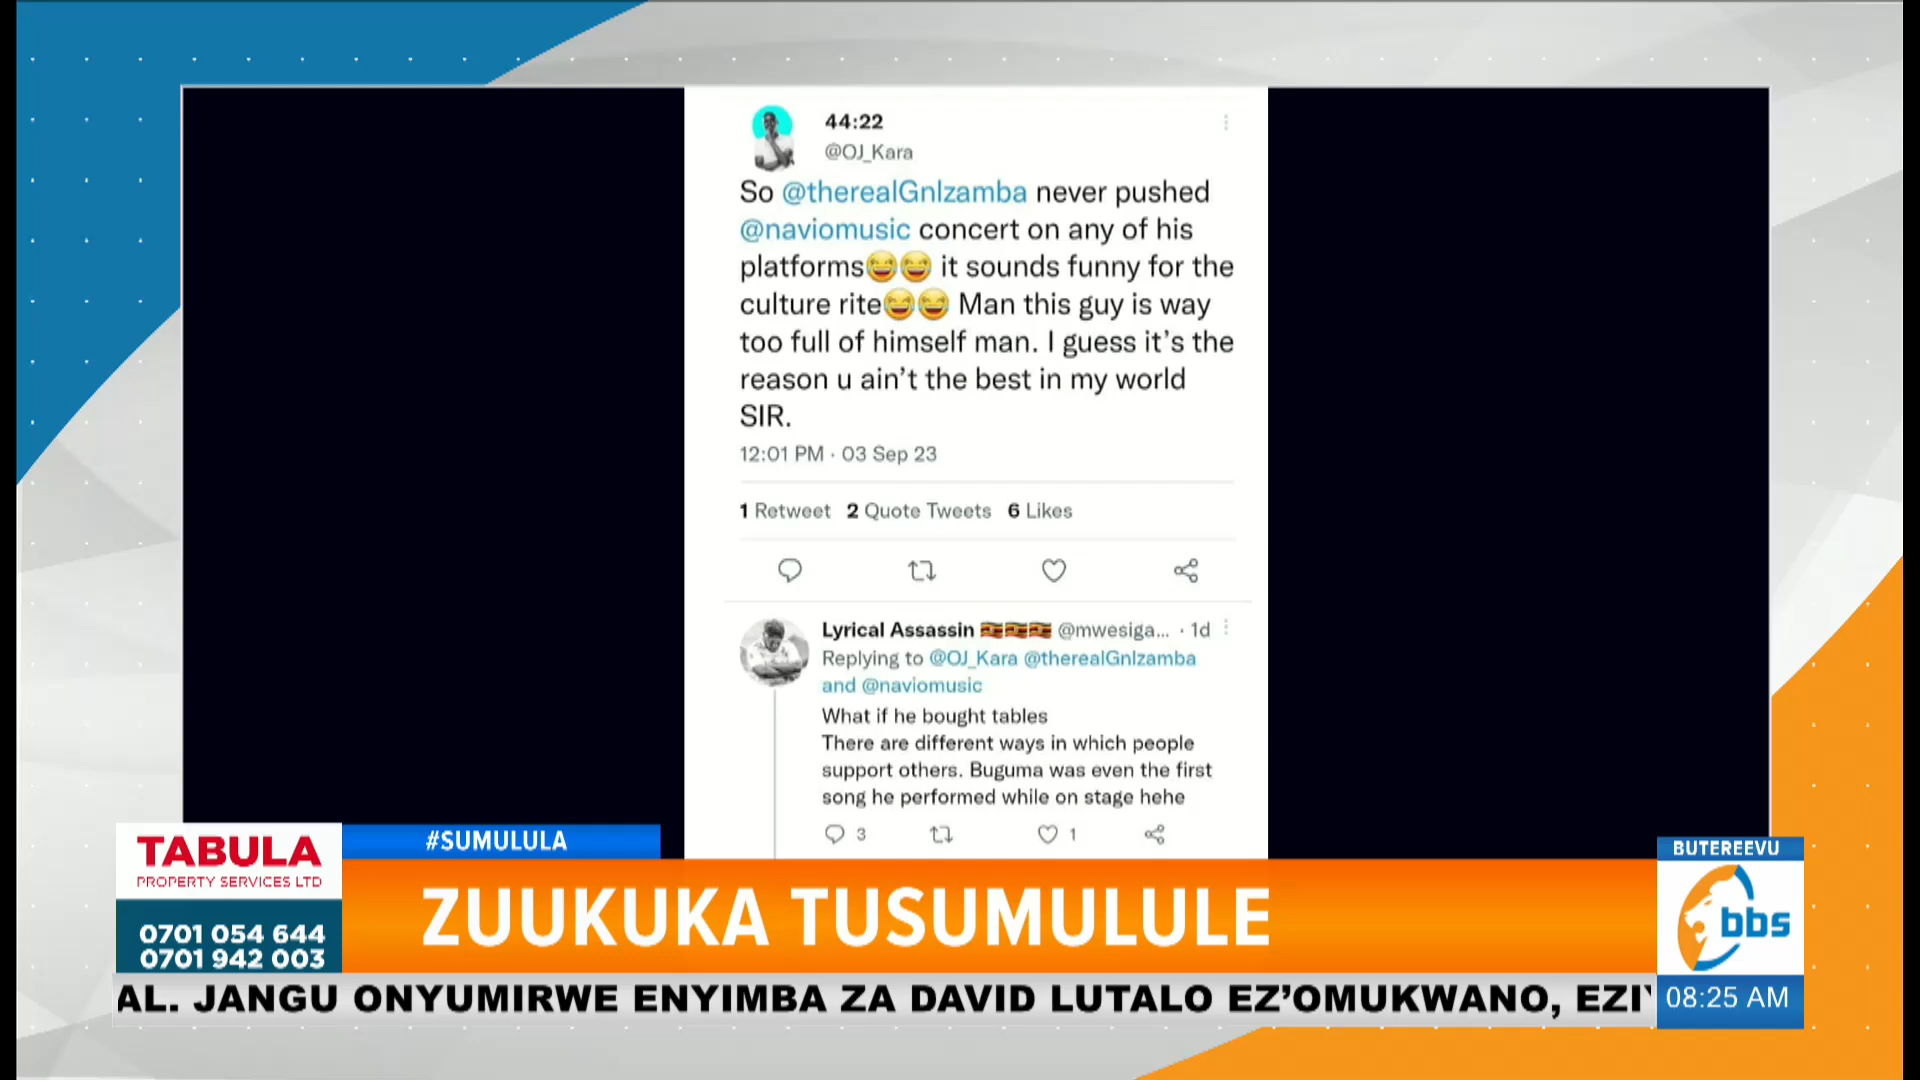 44:22
@OJ_Kara
So @therealGnlzamba never pushed
@naviomusic concert on any of his
platforms😂😂 it sounds funny for the
culture rite😂😂 Man this guy is way
too full of himself man. I guess it’s the
reason u ain’t the best in my world
SIR.
12:01 PM · 03 Sep 23
1 Retweet 2 Quote Tweets 6 Likes
Lyrical Assassin 🇺🇬🇺🇬🇺🇬 @mwesiga... · 1d
Replying to @OJ_Kara @therealGnlzamba
and @naviomusic
What if he bought tables
There are different ways in which people
support others. Buguma was even the first
song he performed while on stage hehe
3 1
TABULA
PROPERTY SERVICES LTD
0701 054 644
0701 942 003
#SUMULULA
ZUUKUKA TUSUMULULE
BUTEREEVU
bbs
08:25 AM
AL. JANGU ONYUMIRWE ENYIMBA ZA DAVID LUTALO EZ’OMUKWANO,